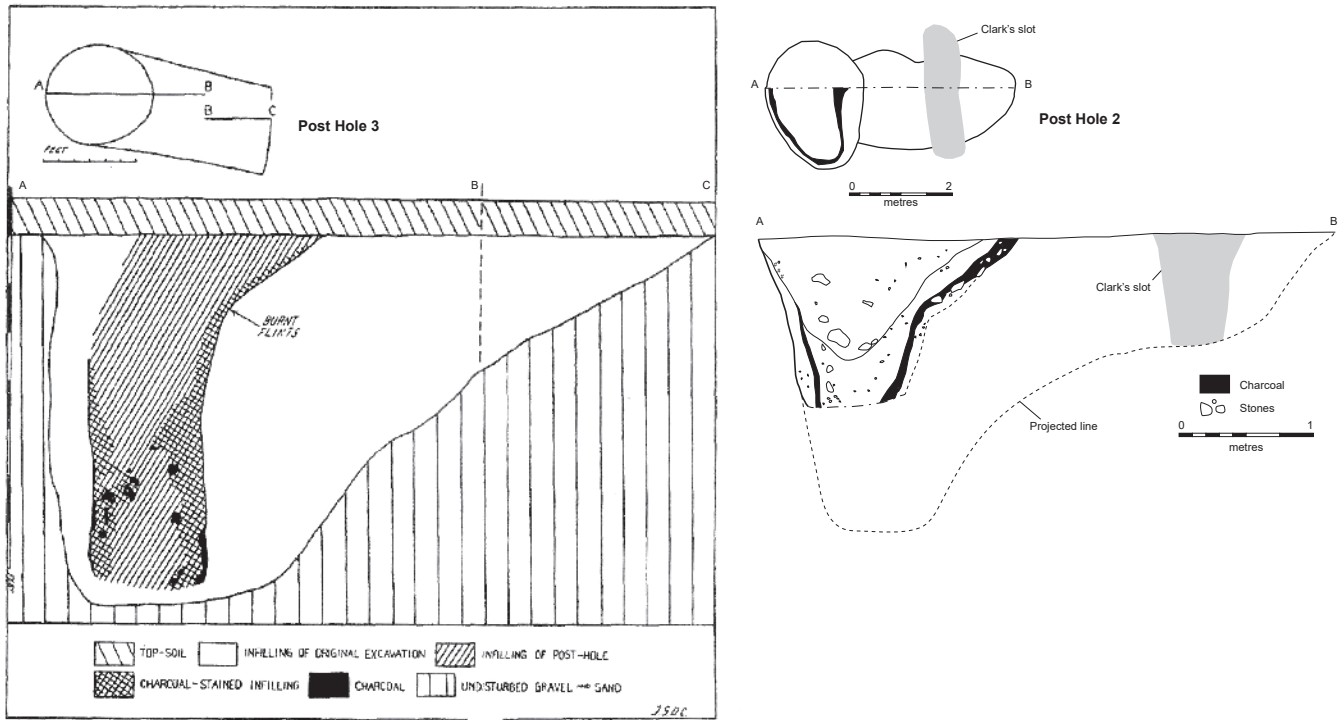 A
B
B
C
FEET
Post Hole 3
A
B
C
BURNT
FLINTS
TOP-SOIL
INFILLING OF ORIGINAL EXCAVATION
INFILLING OF POST-HOLE
CHARCOAL-STAINED INFILLING
CHARCOAL
UNDISTURBED GRAVEL AND SAND
J.G.D.C.
Clark's slot
A
B
Post Hole 2
0
2
metres
A
B
Clark's slot
Charcoal
Stones
Projected line
0
1
metres